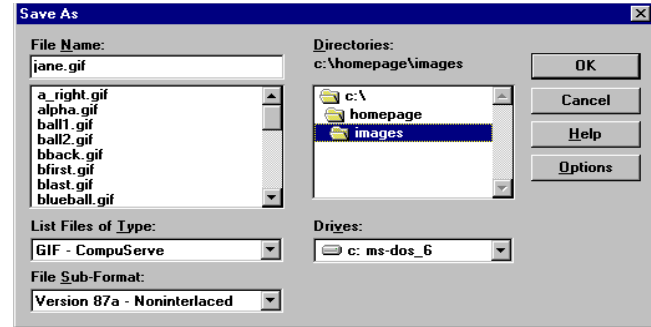 Save As
File Name:
jane.gif
a_right.gif
alpha.gif
ball1.gif
ball2.gif
bback.gif
bfirst.gif
blast.gif
blueball.gif
List Files of Type:
GIF - CompuServe
File Sub-Format:
Version 87a - Noninterlaced
Directories:
c:\homepage\images
c:\
homepage
images
Drives:
c: ms-dos_6
OK
Cancel
Help
Options